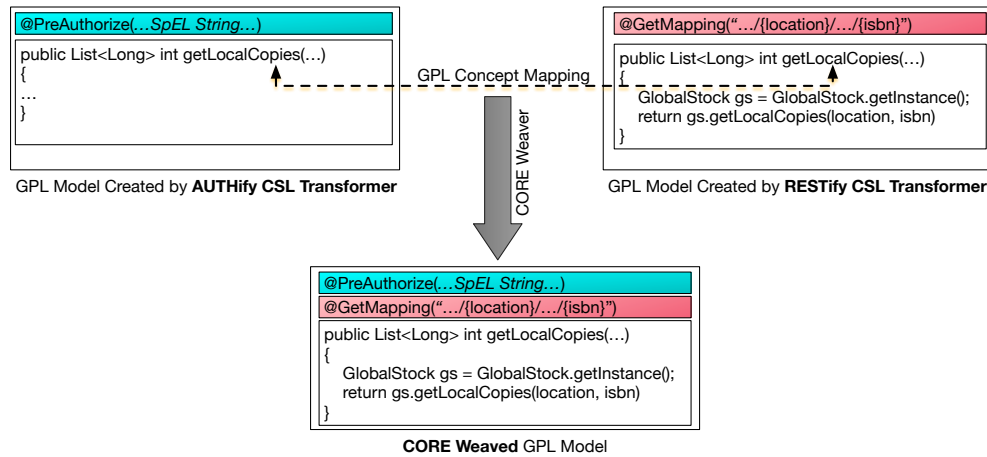 @PreAuthorize(…SpEL String…)
public List<Long> int getLocalCopies(…)
{
…
}
GPL Model Created by AUTHify CSL Transformer
GPL Concept Mapping
CORE Weaver
@GetMapping(“…/{location}/…/{isbn}”)
public List<Long> int getLocalCopies(…)
{
GlobalStock gs = GlobalStock.getInstance();
return gs.getLocalCopies(location, isbn)
}
GPL Model Created by RESTify CSL Transformer
@PreAuthorize(…SpEL String…)
@GetMapping(“…/{location}/…/{isbn}”)
public List<Long> int getLocalCopies(…)
{
GlobalStock gs = GlobalStock.getInstance();
return gs.getLocalCopies(location, isbn)
}
CORE Weaved GPL Model